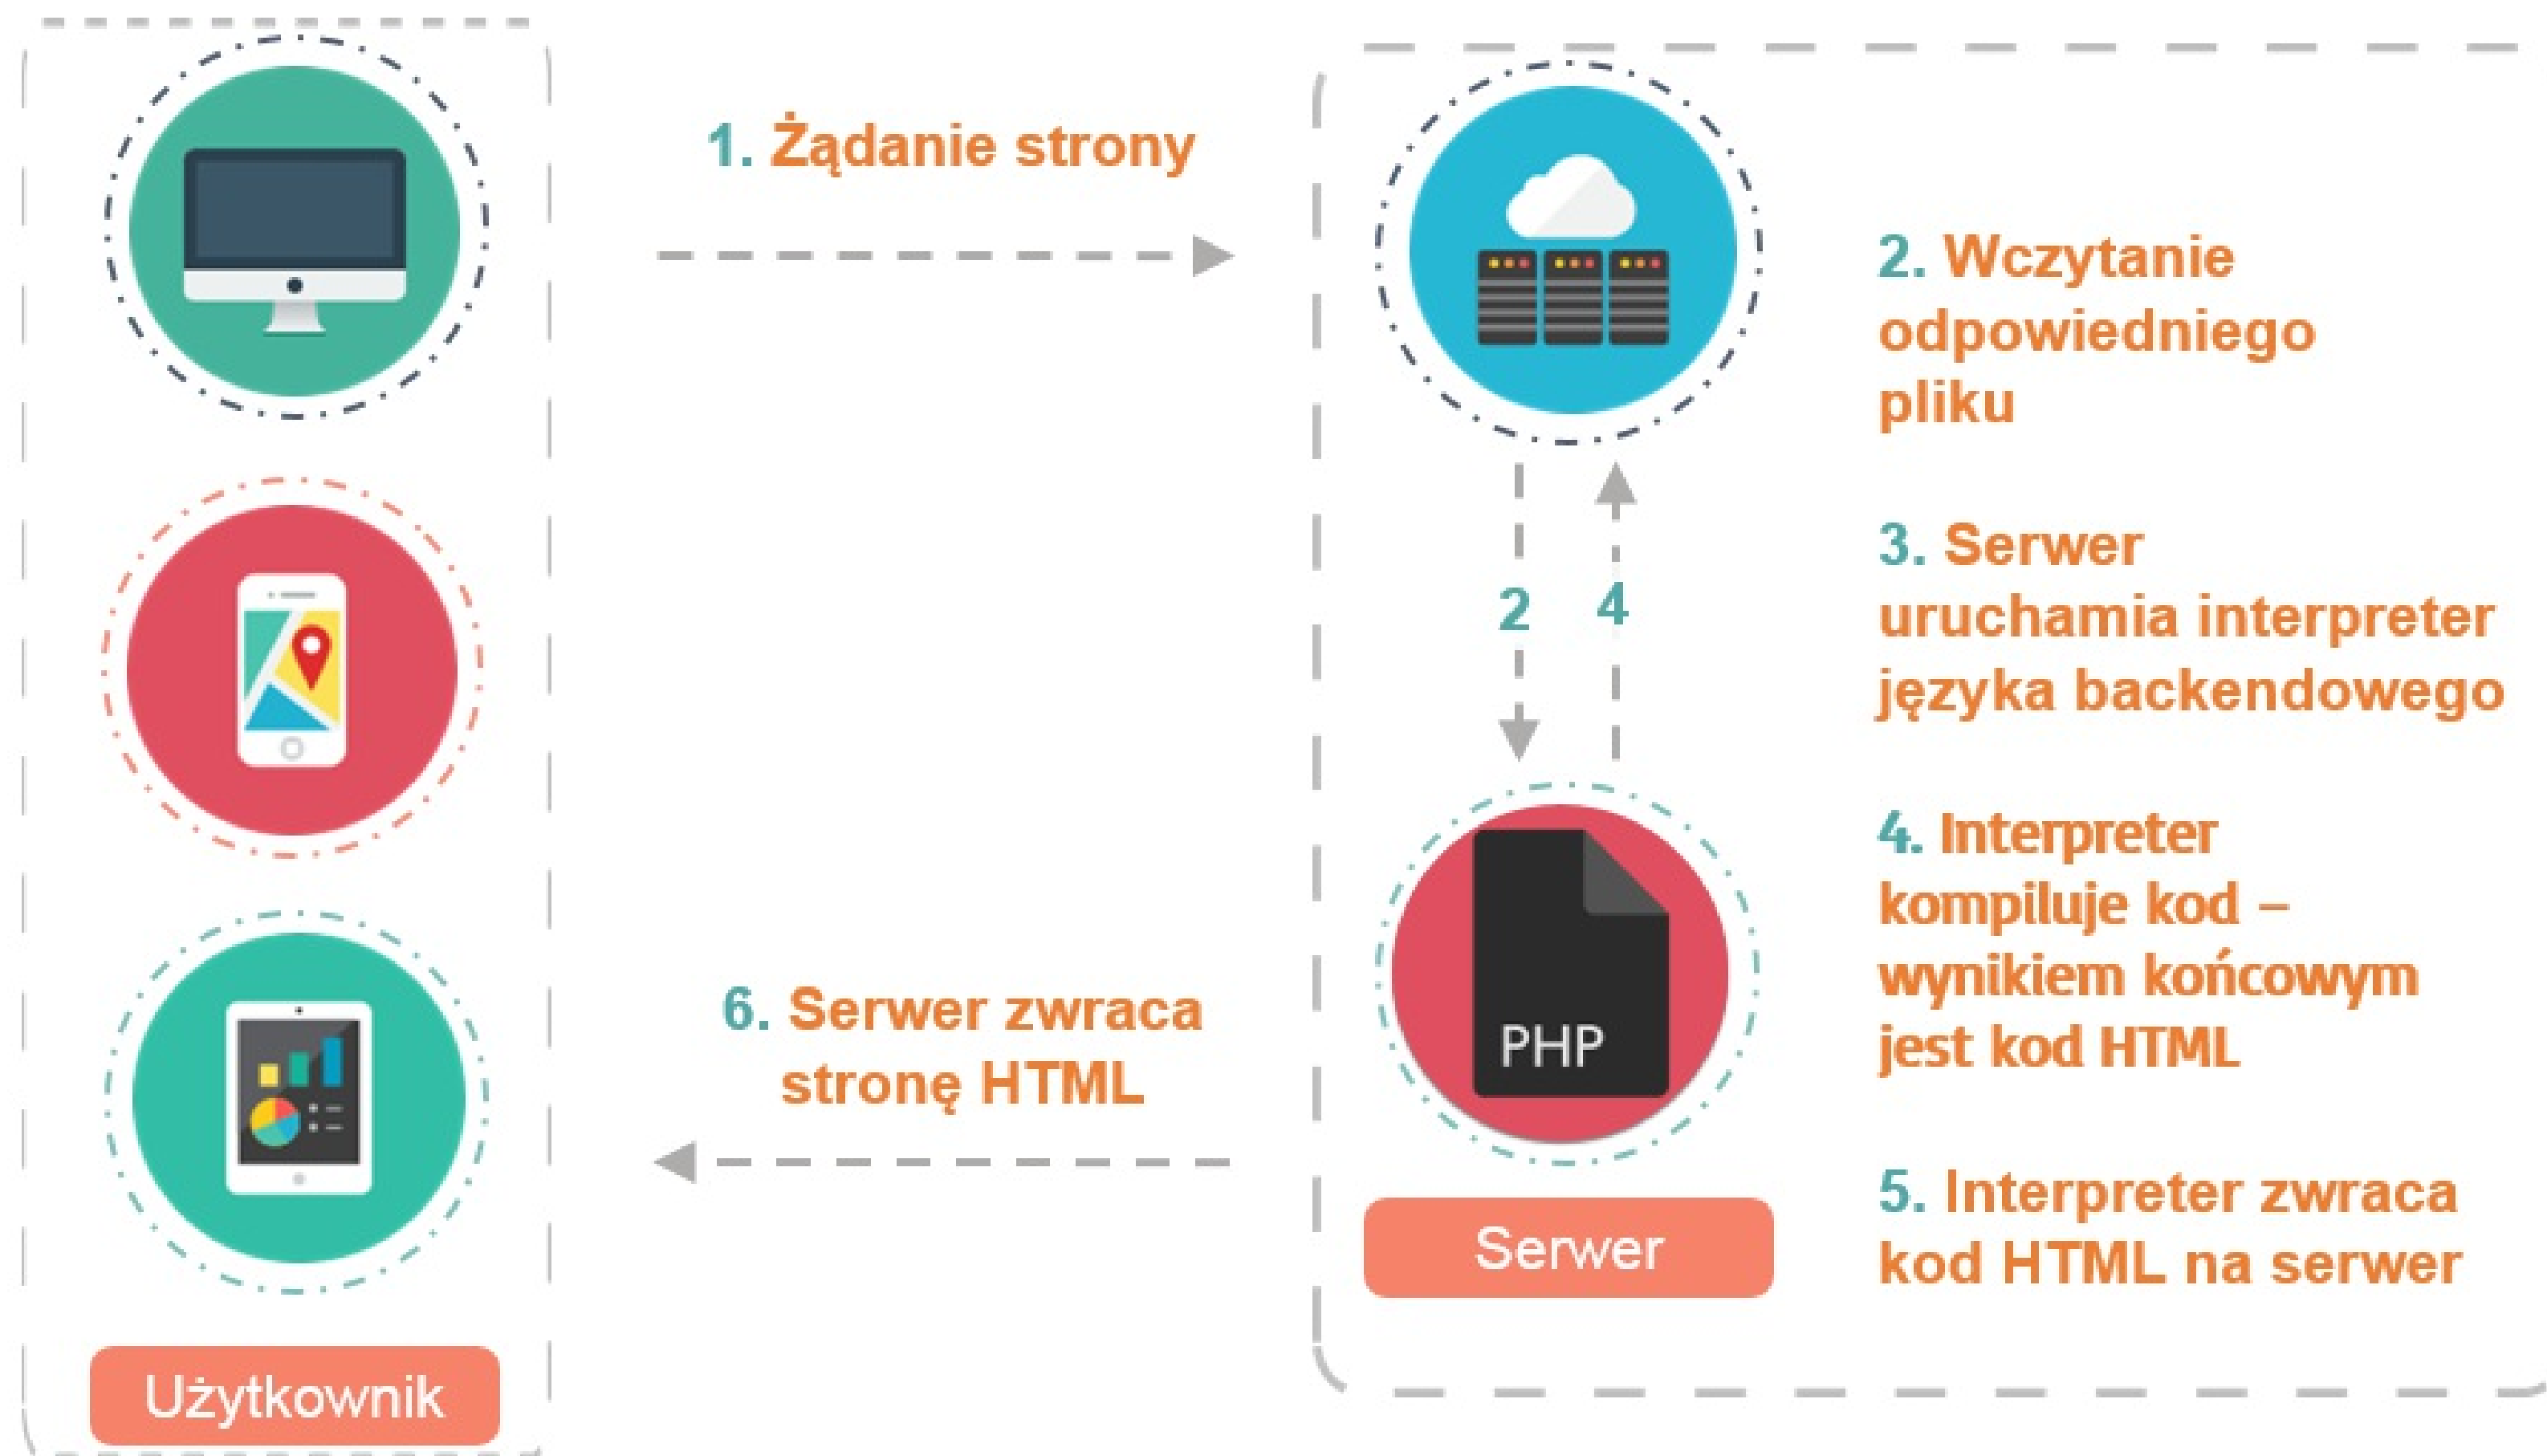 1. Żądanie strony
2. Wczytanie
odpowiedniego
pliku
3. Serwer
uruchamia interpreter
języka backendowego
2
4
4. Interpreter
kompiluje kod –
wynikiem końcowym
jest kod HTML
PHP
5. Interpreter zwraca
kod HTML na serwer
6. Serwer zwraca
stronę HTML
Serwer
Użytkownik